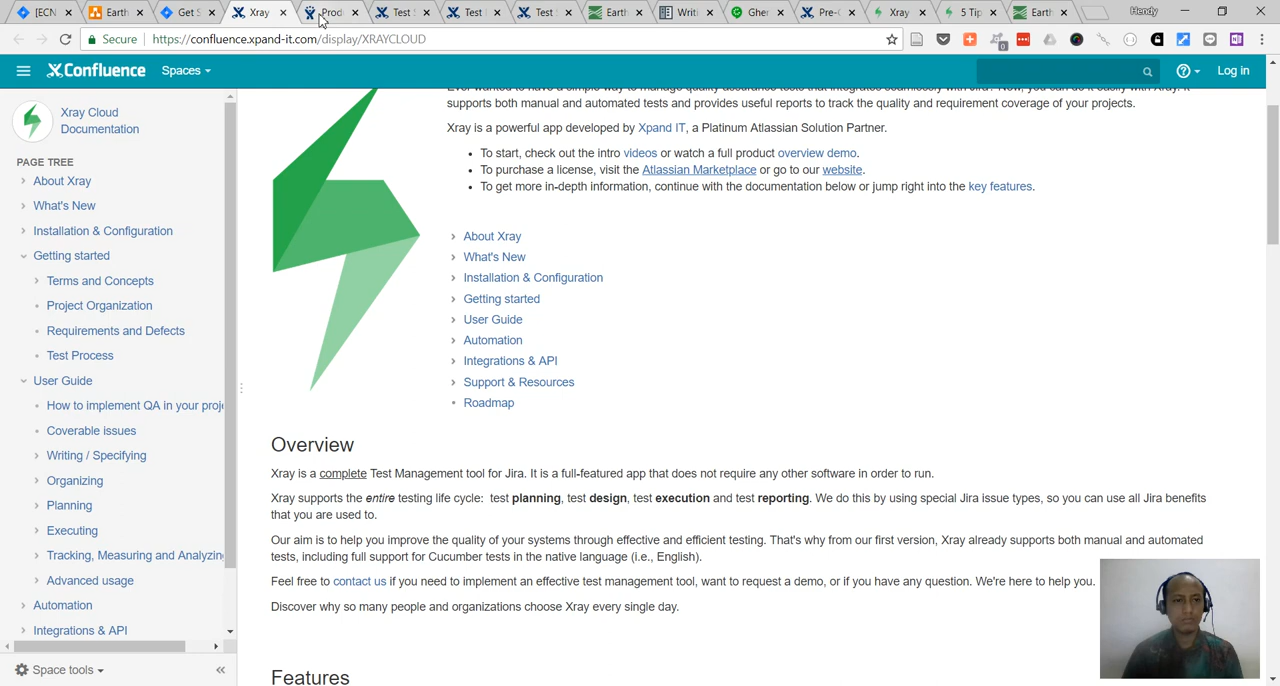 [ECN
Earth
Get S
Xray
Prod
Test S
Test
Test S
Earth
Writi
Gher
Pre-C
Xray
5 Tip
Earth
Hendy
Secure https://confluence.xpand-it.com/display/XRAYCLOUD
Confluence Spaces Log in
Xray Cloud
Documentation
PAGE TREE
About Xray
What's New
Installation & Configuration
Getting started
Terms and Concepts
Project Organization
Requirements and Defects
Test Process
User Guide
How to implement QA in your proje
Coverable issues
Writing / Specifying
Organizing
Planning
Executing
Tracking, Measuring and Analyzing
Advanced usage
Automation
Integrations & API
Space tools
supports both manual and automated tests and provides useful reports to track the quality and requirement coverage of your projects.
Xray is a powerful app developed by Xpand IT, a Platinum Atlassian Solution Partner.
To start, check out the intro videos or watch a full product overview demo.
To purchase a license, visit the Atlassian Marketplace or go to our website.
To get more in-depth information, continue with the documentation below or jump right into the key features.
About Xray
What's New
Installation & Configuration
Getting started
User Guide
Automation
Integrations & API
Support & Resources
Roadmap
Overview
Xray is a complete Test Management tool for Jira. It is a full-featured app that does not require any other software in order to run.
Xray supports the entire testing life cycle: test planning, test design, test execution and test reporting. We do this by using special Jira issue types, so you can use all Jira benefits
that you are used to.
Our aim is to help you improve the quality of your systems through effective and efficient testing. That's why from our first version, Xray already supports both manual and automated
tests, including full support for Cucumber tests in the native language (i.e., English).
Feel free to contact us if you need to implement an effective test management tool, want to request a demo, or if you have any question. We're here to help you.
Discover why so many people and organizations choose Xray every single day.
Features